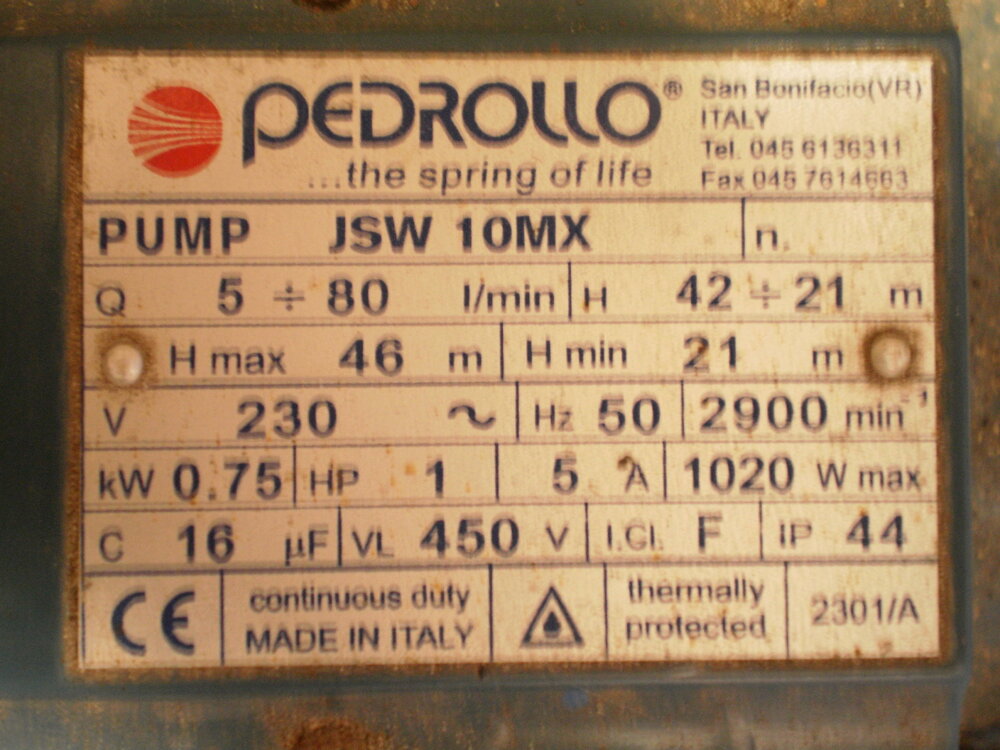 PEDROLLO®
...the spring of life
San Bonifacio(VR)
ITALY
Tel. 045 6136311
Fax 045 7614663
PUMP JSW 10MX n.
Q 5 ÷ 80 l/min H 42 ÷ 21 m
H max 46 m H min 21 m
V 230 ~ Hz 50 2900 min⁻¹
kW 0.75 HP 1 5 A 1020 W max
C 16 µF VL 450 V I.Cl. F IP 44
CE continuous duty
MADE IN ITALY
thermally
protected
2301/A